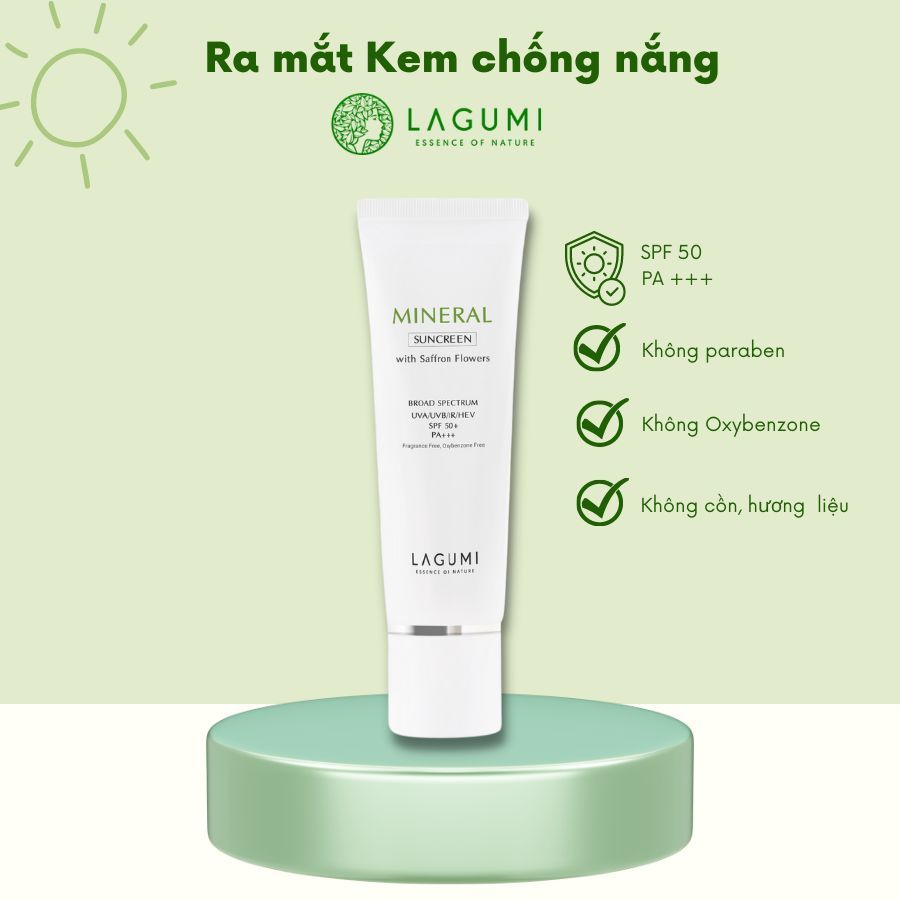 Ra mắt Kem chống nắng
LAGUMI
ESSENCE OF NATURE
MINERAL
SUNCREEN
with Saffron Flowers
BROAD SPECTRUM
UVA/UVB/IR/HEV
SPF 50+
PA+++
Fragrance Free, Oxybenzone Free
LAGUMI
ESSENCE OF NATURE
SPF 50
PA +++
Không paraben
Không Oxybenzone
Không cồn, hương liệu